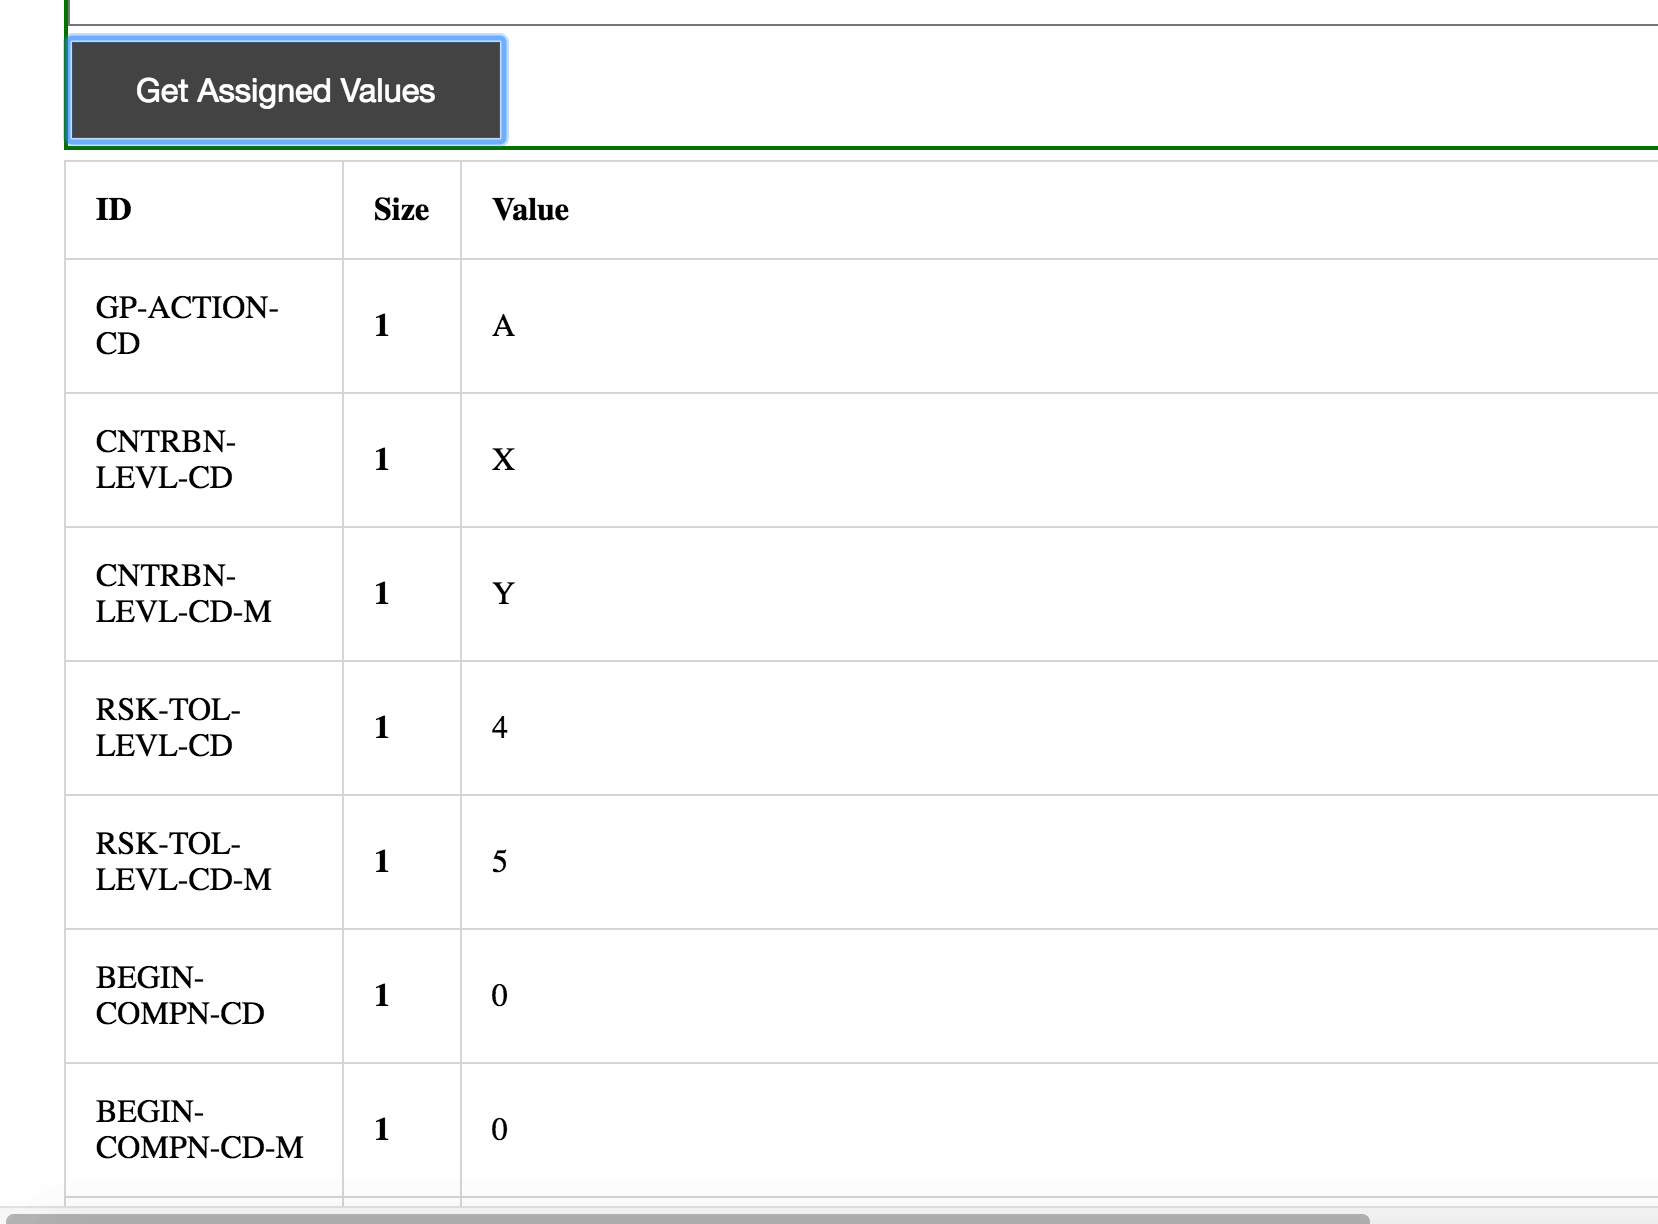 Get Assigned Values
ID Size Value
GP-ACTION-
CD 1 A
CNTRBN-
LEVL-CD 1 X
CNTRBN-
LEVL-CD-M 1 Y
RSK-TOL-
LEVL-CD 1 4
RSK-TOL-
LEVL-CD-M 1 5
BEGIN-
COMPN-CD 1 0
BEGIN-
COMPN-CD-M 1 0